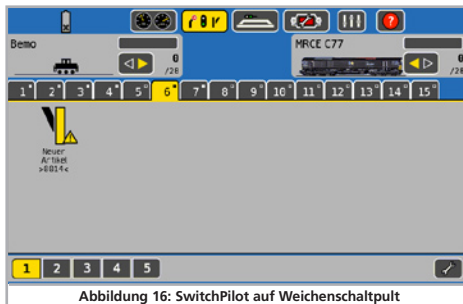 Bemo
0
/28
MRCE C77
0
/28
1 2 3 4 5 6 7 8 9 10 11 12 13 14 15
Neuer
Artikel
>0014<
1 2 3 4 5
Abbildung 16: SwitchPilot auf Weichenschaltpult